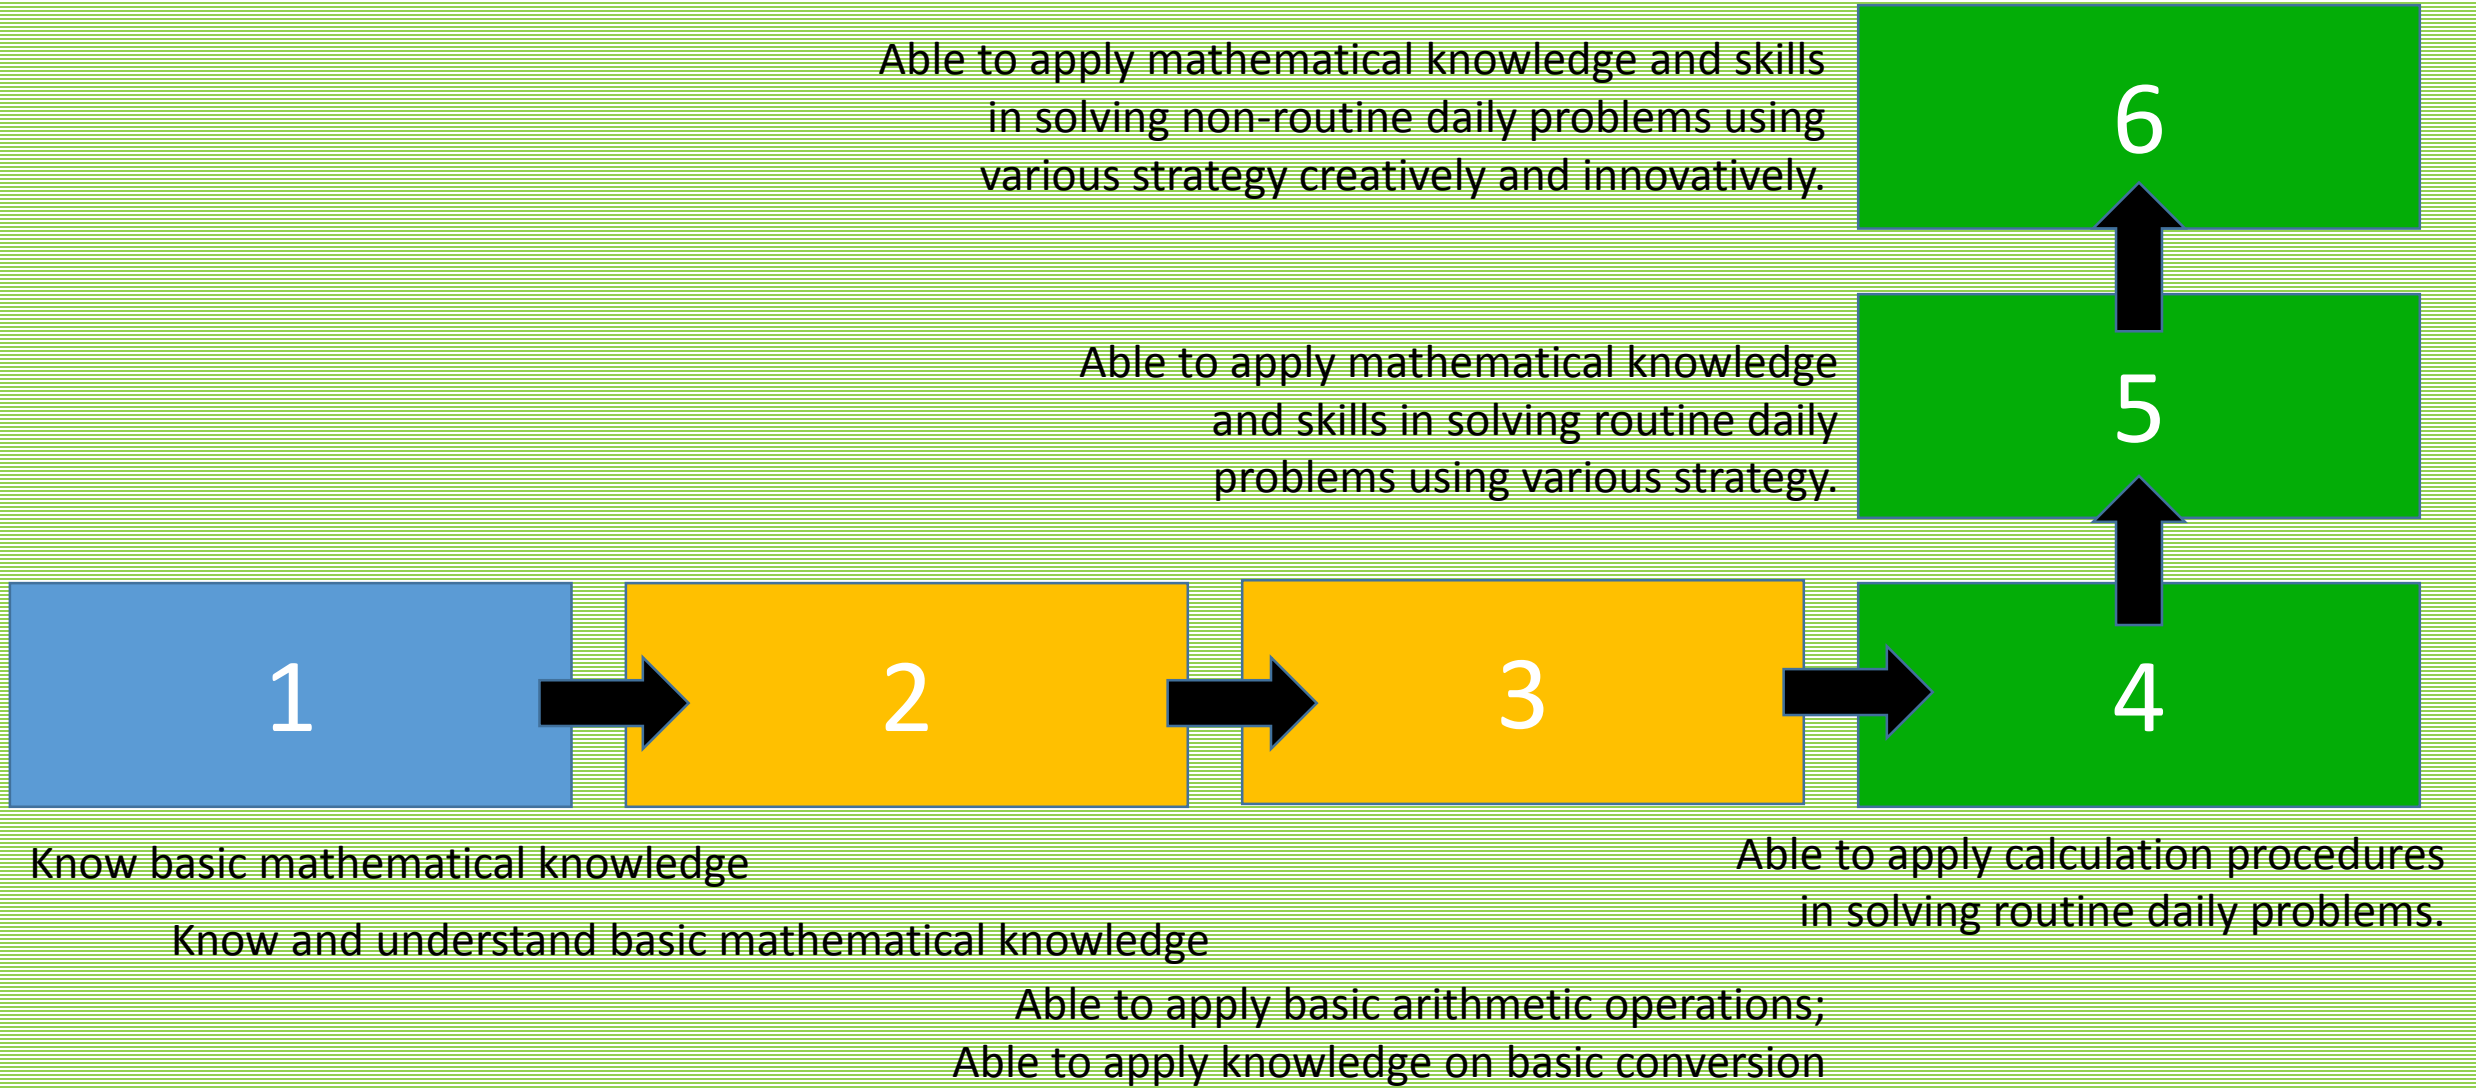 Able to apply mathematical knowledge and skills
in solving non-routine daily problems using
various strategy creatively and innovatively.
6
Able to apply mathematical knowledge
and skills in solving routine daily
problems using various strategy.
5
1
2
3
4
Know basic mathematical knowledge
Know and understand basic mathematical knowledge
Able to apply basic arithmetic operations;
Able to apply knowledge on basic conversion
Able to apply calculation procedures
in solving routine daily problems.